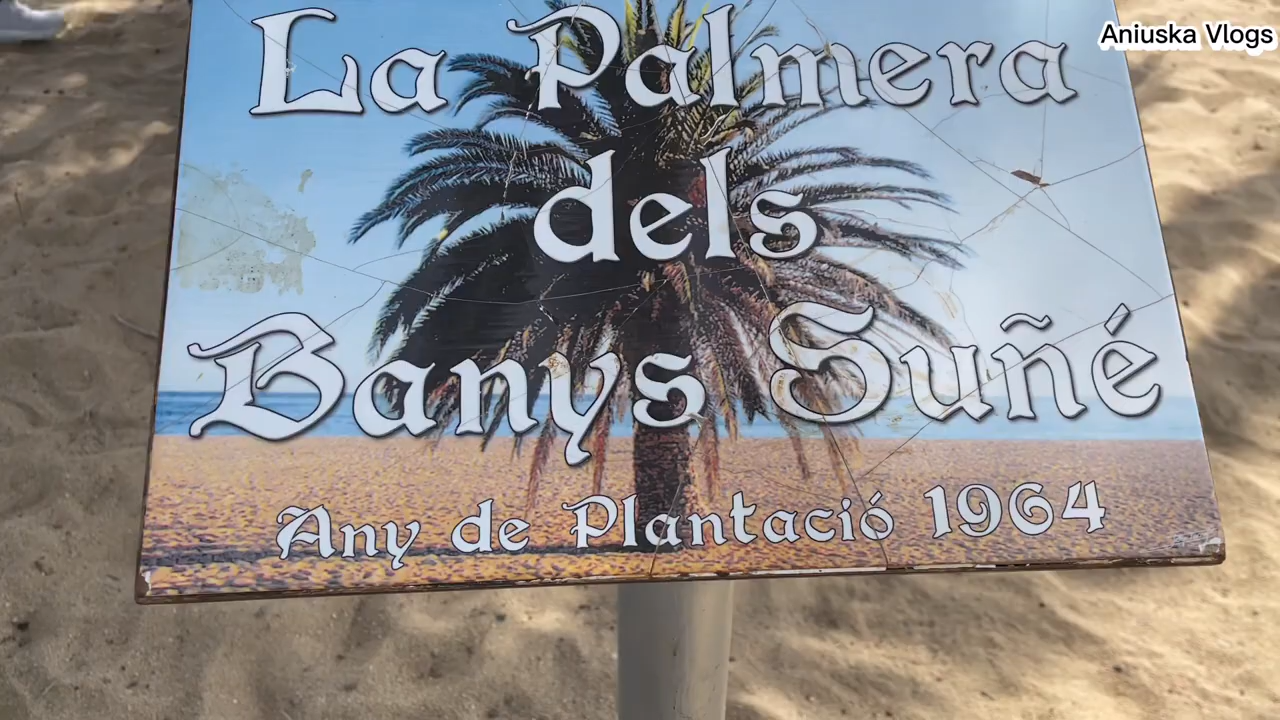 Aniuska Vlogs
La Palmera
dels
Banys Suñé
Any de Plantació 1964